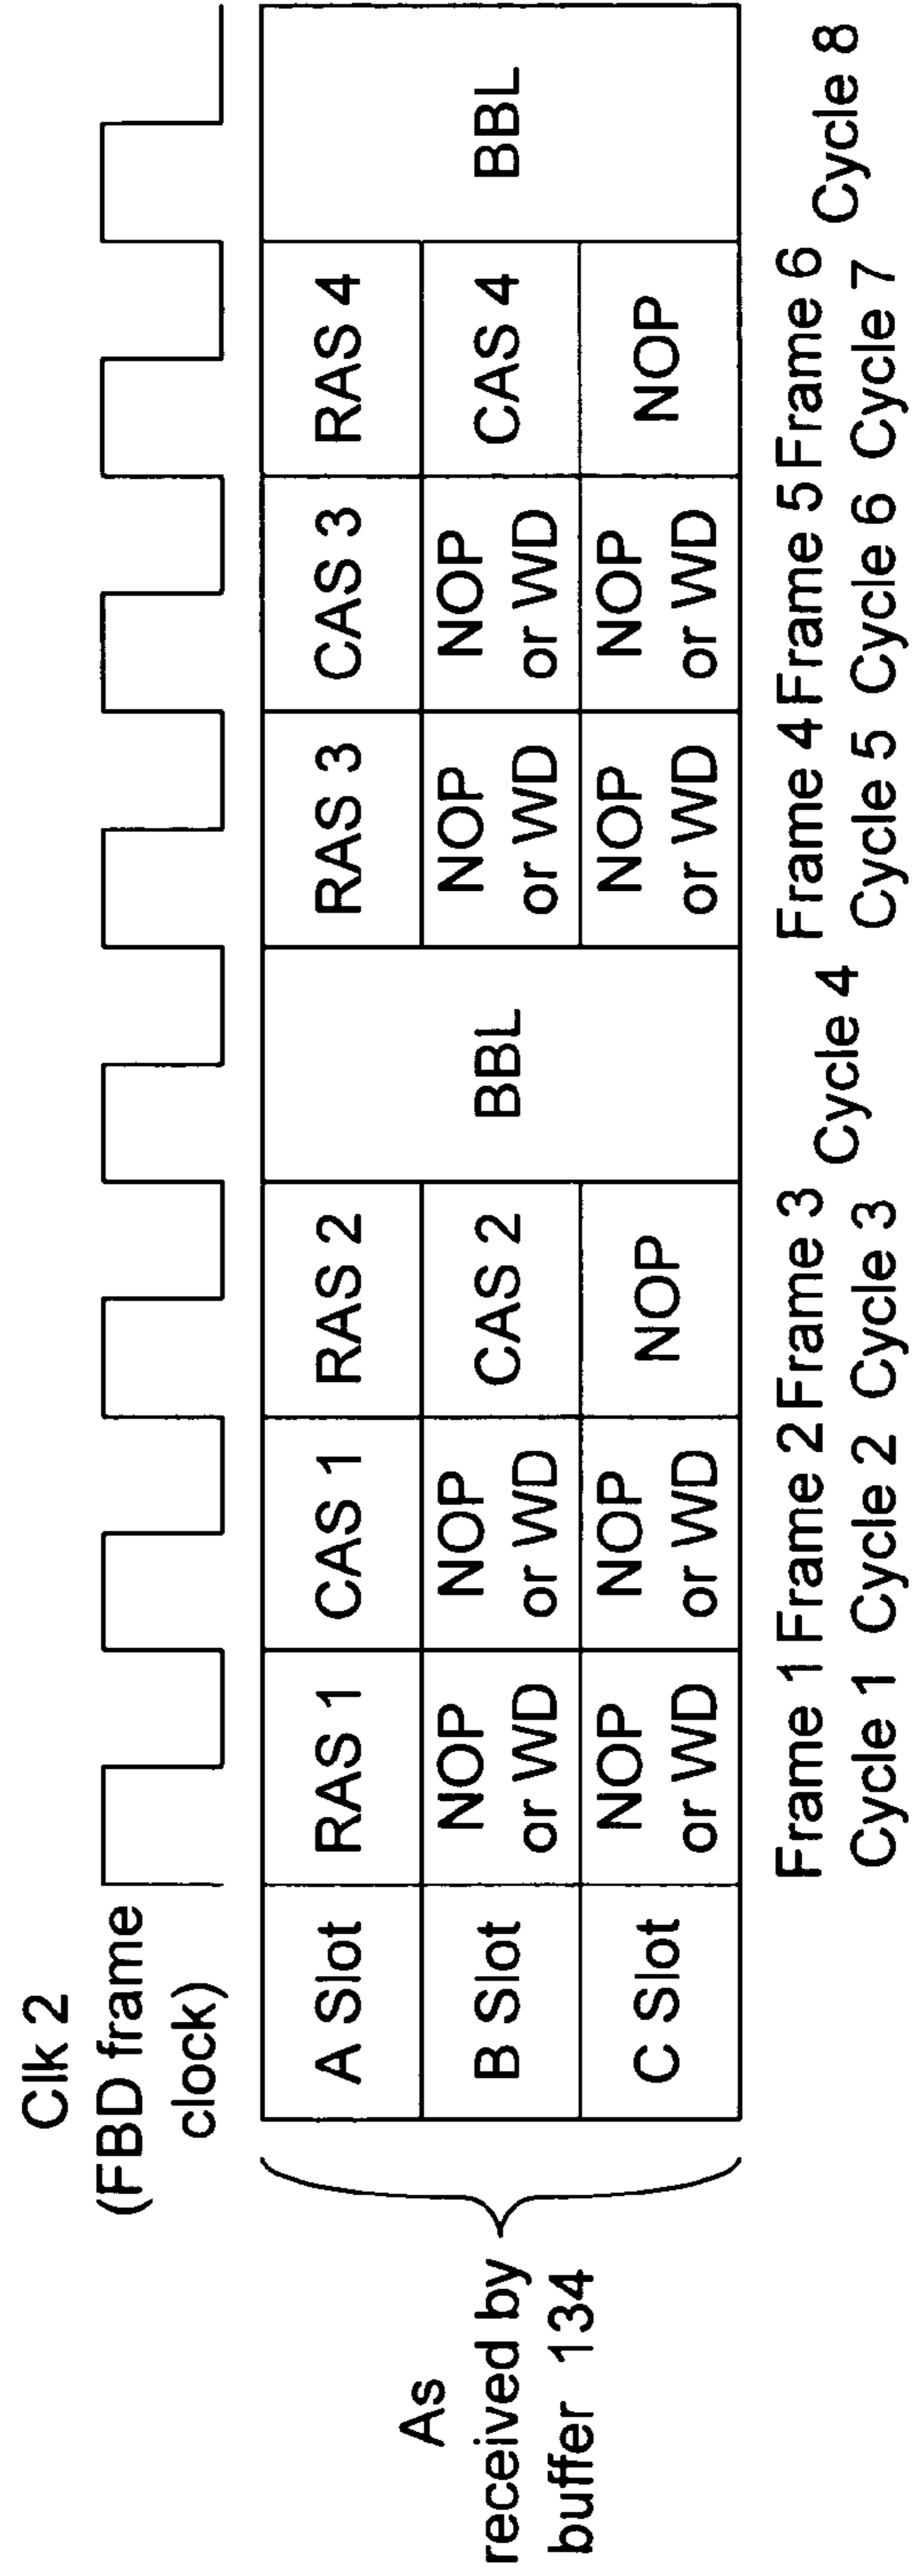 Clk 2
(FBD frame
clock)
As
received by
buffer 134
A Slot
RAS 1
CAS 1
RAS 2
BBL
RAS 3
CAS 3
RAS 4
BBL
B Slot
NOP
or WD
NOP
or WD
CAS 2
NOP
or WD
NOP
or WD
CAS 4
C Slot
NOP
or WD
NOP
or WD
NOP
NOP
or WD
NOP
or WD
NOP
Frame 1 Frame 2 Frame 3
Frame 4 Frame 5 Frame 6
Cycle 1 Cycle 2 Cycle 3 Cycle 4 Cycle 5 Cycle 6 Cycle 7 Cycle 8